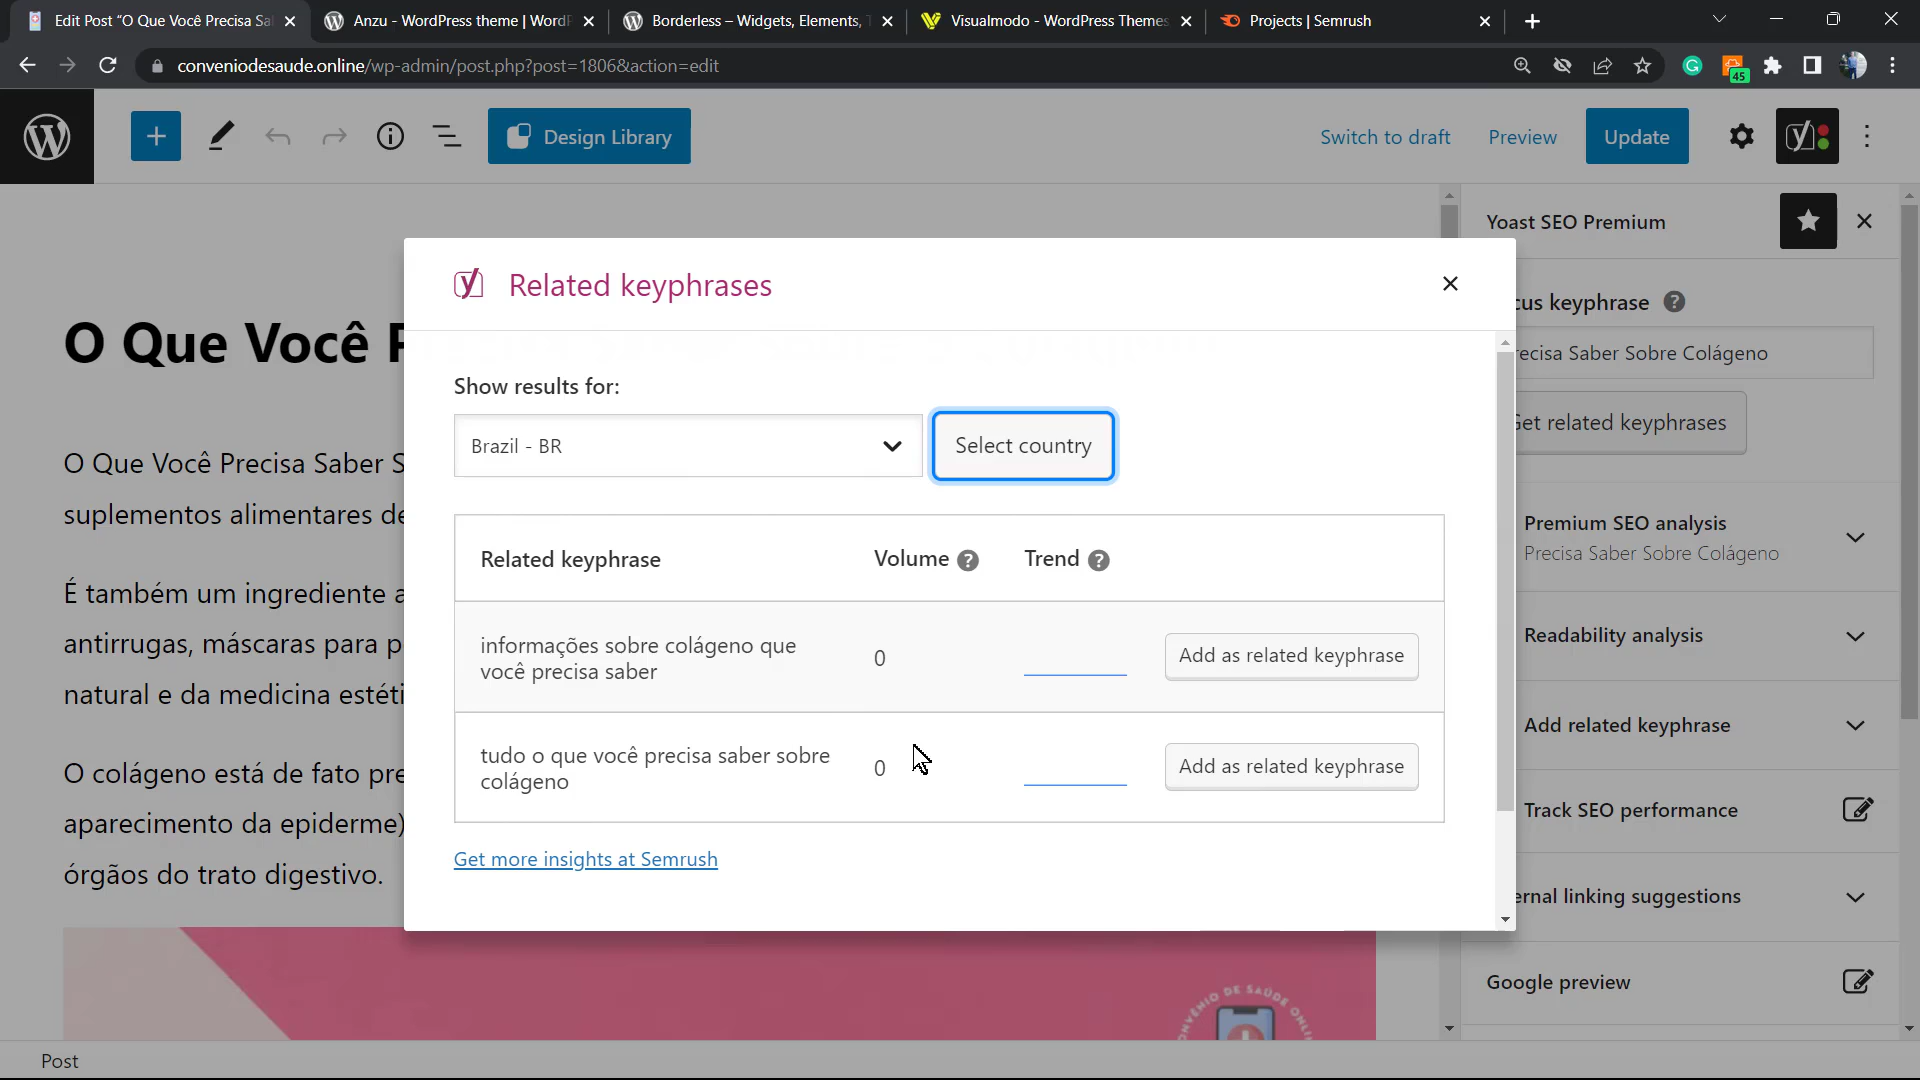 Edit Post “O Que Você Precisa Sa
Anzu - WordPress theme | WordP
Borderless – Widgets, Elements, T
Visualmodo - WordPress Themes
Projects | Semrush
conveniodesaude.online/wp-admin/post.php?post=1806&action=edit
45
Design Library
Switch to draft
Preview
Update
Yoast SEO Premium
Related keyphrases
cus keyphrase
O Que Você P
recisa Saber Sobre Colágeno
Show results for:
Get related keyphrases
Brazil - BR
Select country
O Que Você Precisa Saber S
suplementos alimentares de
Premium SEO analysis
Precisa Saber Sobre Colágeno
Related keyphrase
Volume
Trend
É também um ingrediente a
antirrugas, máscaras para p
natural e da medicina estéti
Readability analysis
informações sobre colágeno que
você precisa saber
0
Add as related keyphrase
Add related keyphrase
tudo o que você precisa saber sobre
colágeno
0
Add as related keyphrase
O colágeno está de fato pre
aparecimento da epiderme)
órgãos do trato digestivo.
Track SEO performance
Get more insights at Semrush
ernal linking suggestions
Google preview
CONVÊNIO DE SAÚDE ONLIN
Post